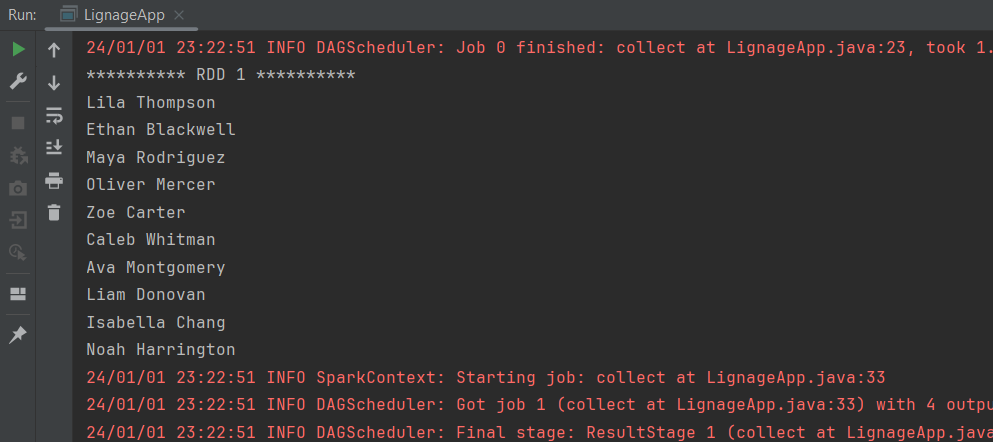 Run: LignageApp
24/01/01 23:22:51 INFO DAGScheduler: Job 0 finished: collect at LignageApp.java:23, took 1.
********** RDD 1 **********
Lila Thompson
Ethan Blackwell
Maya Rodriguez
Oliver Mercer
Zoe Carter
Caleb Whitman
Ava Montgomery
Liam Donovan
Isabella Chang
Noah Harrington
24/01/01 23:22:51 INFO SparkContext: Starting job: collect at LignageApp.java:33
24/01/01 23:22:51 INFO DAGScheduler: Got job 1 (collect at LignageApp.java:33) with 4 outpu
24/01/01 23:22:51 INFO DAGScheduler: Final stage: ResultStage 1 (collect at LignageApp.java